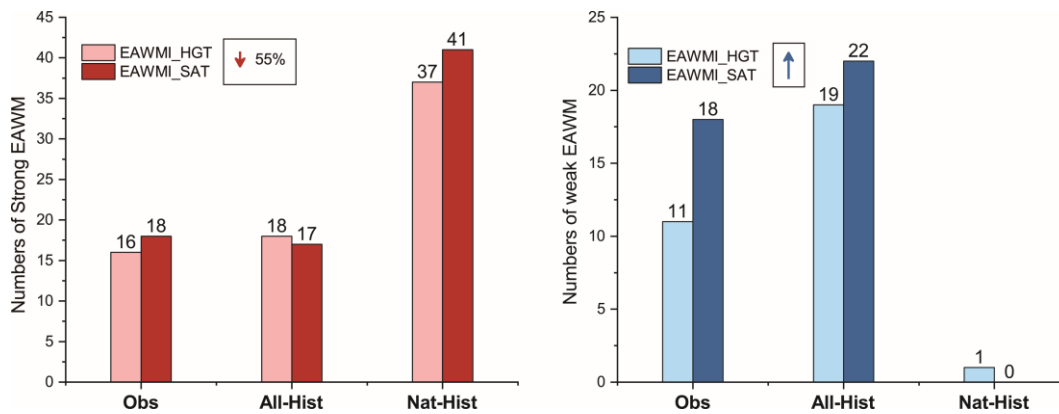 Numbers of Strong EAWM
45
40
35
30
25
20
15
10
5
0
EAWMI_HGT
EAWMI_SAT
55%
16
18
18
17
37
41
Obs
All-Hist
Nat-Hist
Numbers of weak EAWM
25
20
15
10
5
0
EAWMI_HGT
EAWMI_SAT
11
18
19
22
1
0
Obs
All-Hist
Nat-Hist